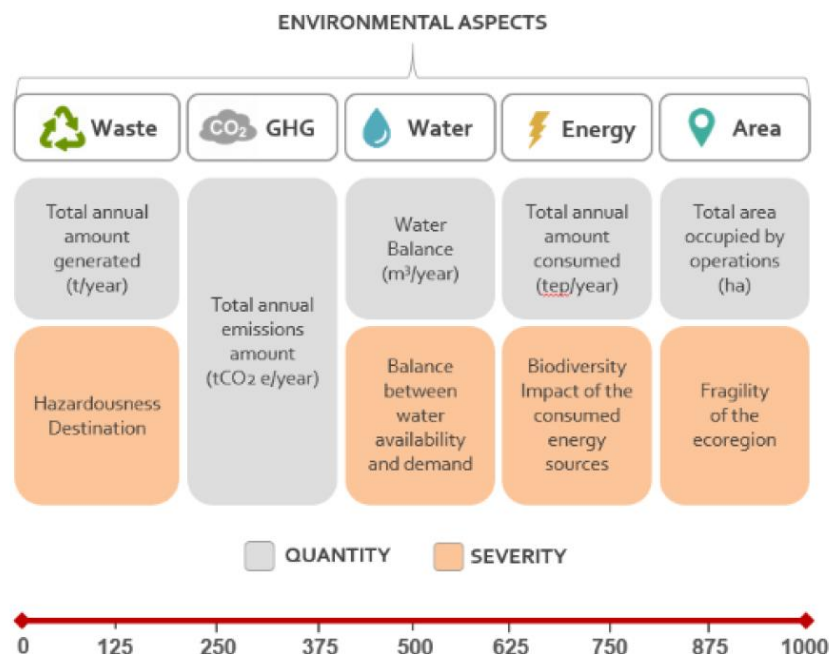 ENVIRONMENTAL ASPECTS
Waste
CO2 GHG
Water
Energy
Area
Total annual
amount
generated
(t/year)
Hazardousness
Destination
Total annual
emissions
amount
(tCO2 e/year)
Water
Balance
(m³/year)
Balance
between
water
availability
and demand
Total annual
amount
consumed
(tep/year)
Biodiversity
Impact of the
consumed
energy
sources
Total area
occupied by
operations
(ha)
Fragility
of the
ecoregion
QUANTITY
SEVERITY
0 125 250 375 500 625 750 875 1000